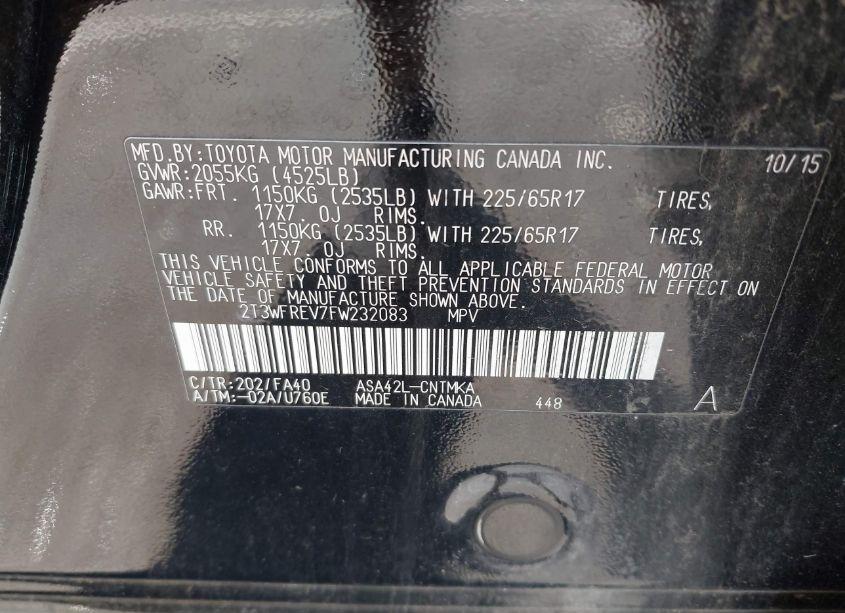 MFD.BY:TOYOTA MOTOR MANUFACTURING CANADA INC. 10/15
GVWR:2055KG (4525LB)
GAWR:FRT. 1150KG (2535LB) WITH 225/65R17 TIRES,
17X7. 0J RIMS.
RR. 1150KG (2535LB) WITH 225/65R17 TIRES,
17X7. 0J RIMS.
THIS VEHICLE CONFORMS TO ALL APPLICABLE FEDERAL MOTOR
VEHICLE SAFETY AND THEFT PREVENTION STANDARDS IN EFFECT ON
THE DATE OF MANUFACTURE SHOWN ABOVE.
2T3WFREV7FW232083 MPV
C/TR:202/FA40 ASA42L-CNTMKA
A/TM:-02A/U760E MADE IN CANADA 448 A